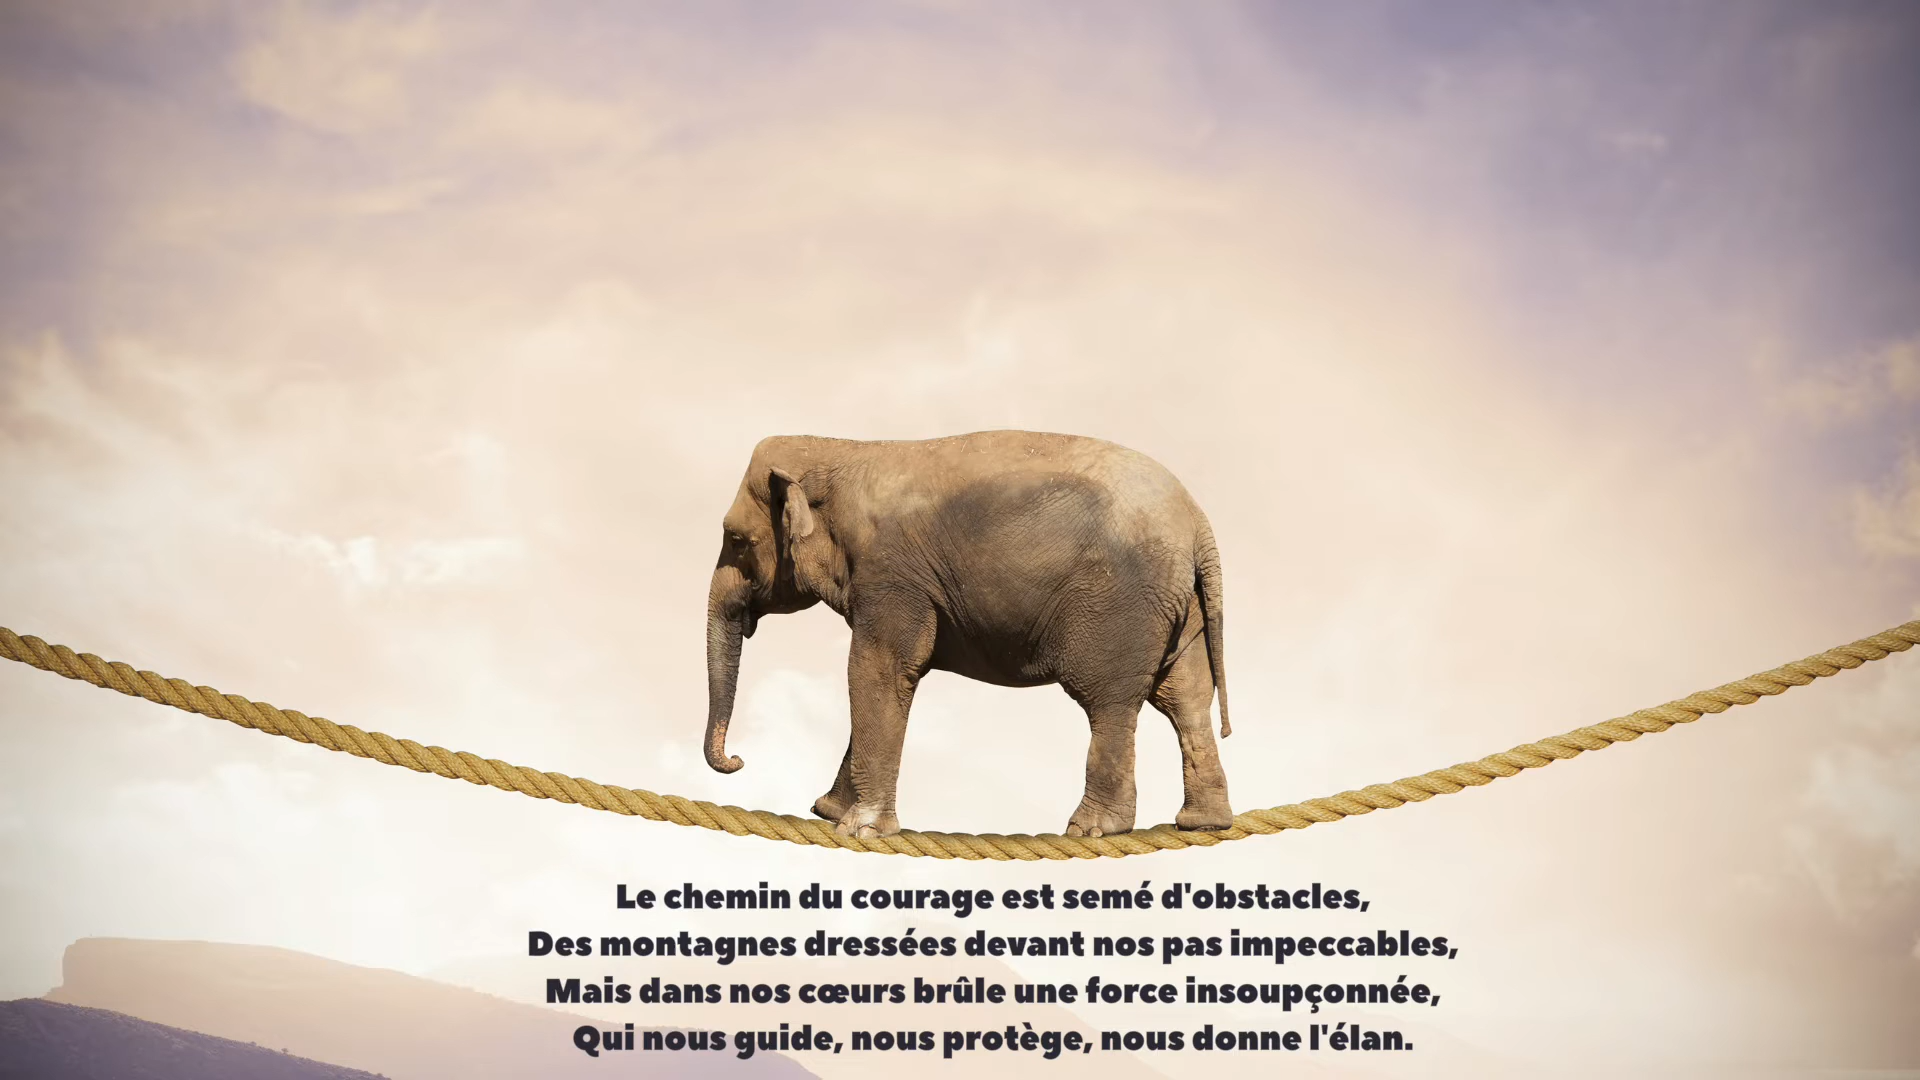 Le chemin du courage est semé d'obstacles,
Des montagnes dressées devant nos pas impeccables,
Mais dans nos cœurs brûle une force insoupçonnée,
Qui nous guide, nous protège, nous donne l'élan.